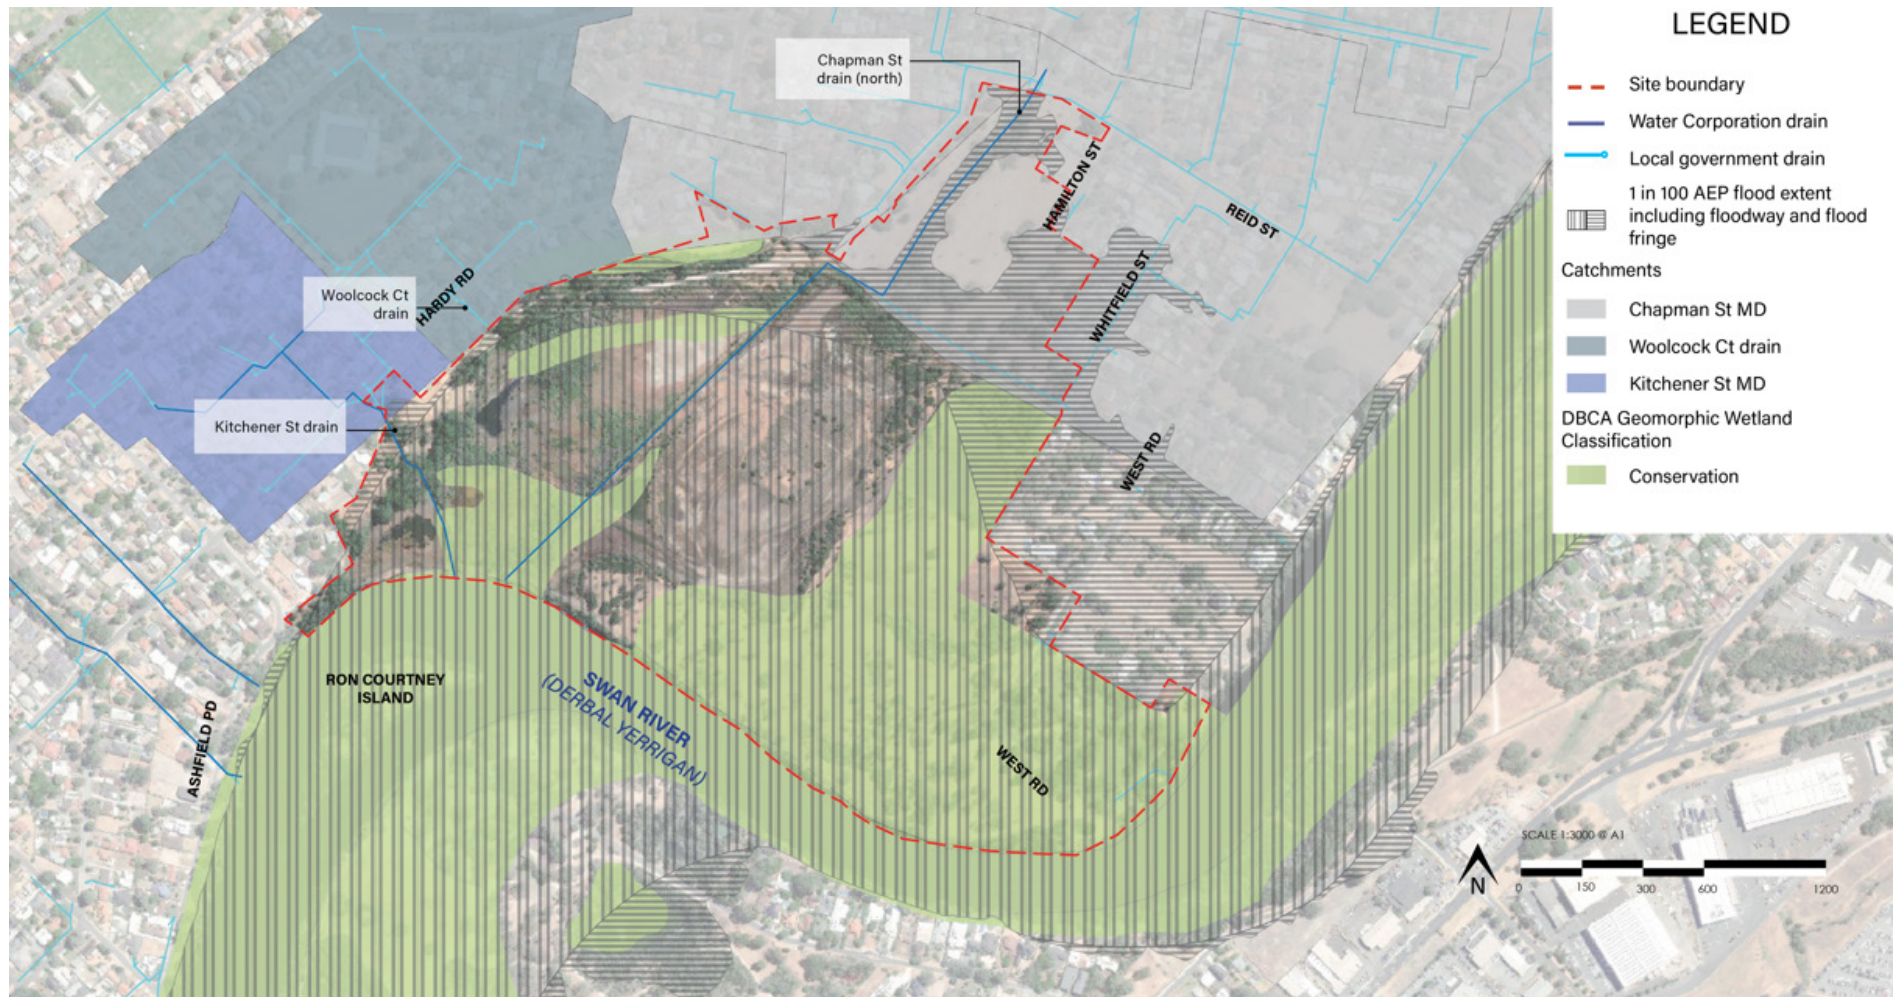 Chapman St
drain (north)
HAMILTON ST
REID ST
WHITFIELD ST
Woolcock Ct
drain
HARDY RD
Kitchener St drain
WEST RD
RON COURTNEY
ISLAND
SWAN RIVER
(DERBAL YERRIGAN)
ASHFIELD PD
WEST RD
LEGEND
Site boundary
Water Corporation drain
Local government drain
1 in 100 AEP flood extent
including floodway and flood
fringe
Catchments
Chapman St MD
Woolcock Ct drain
Kitchener St MD
DBCA Geomorphic Wetland
Classification
Conservation
SCALE 1:3000 @ A1
N
0 150 300 600 1200